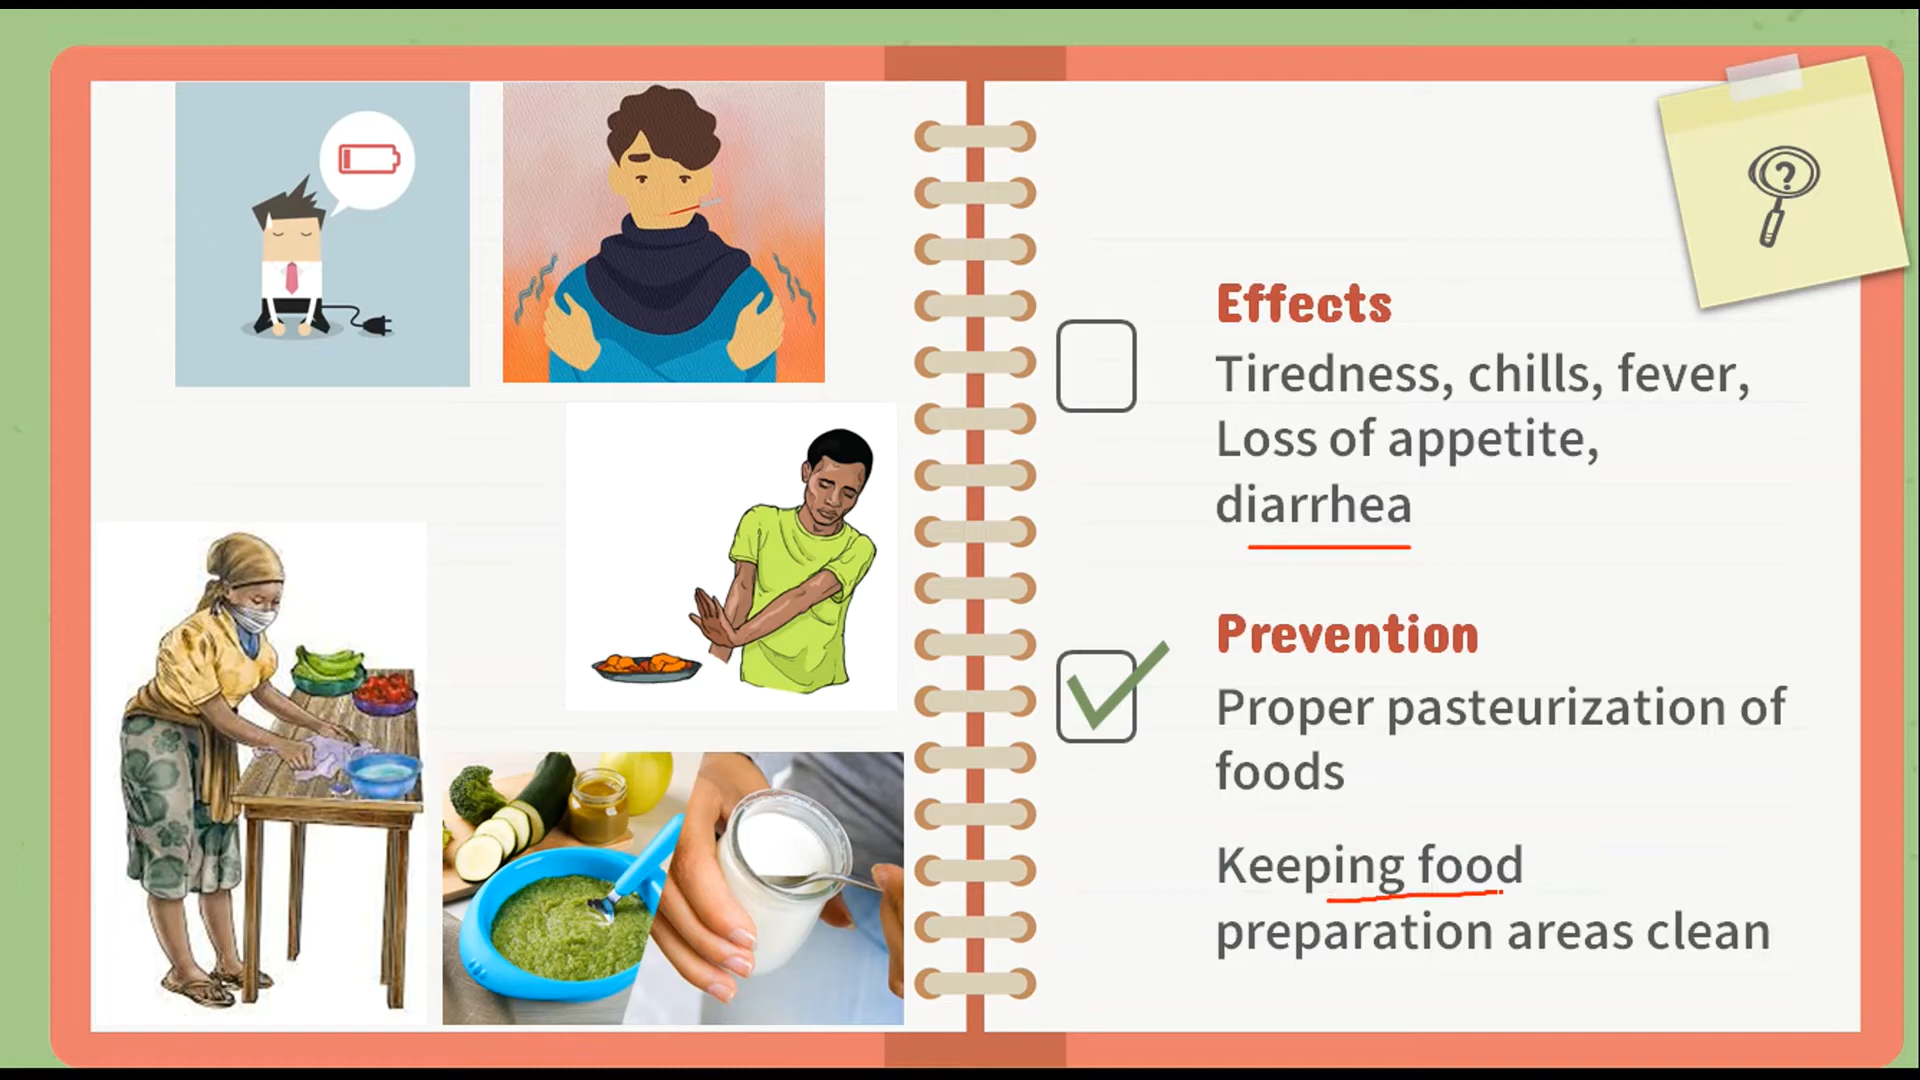 ?
Effects
Tiredness, chills, fever,
Loss of appetite,
diarrhea
Prevention
Proper pasteurization of
foods
Keeping food
preparation areas clean